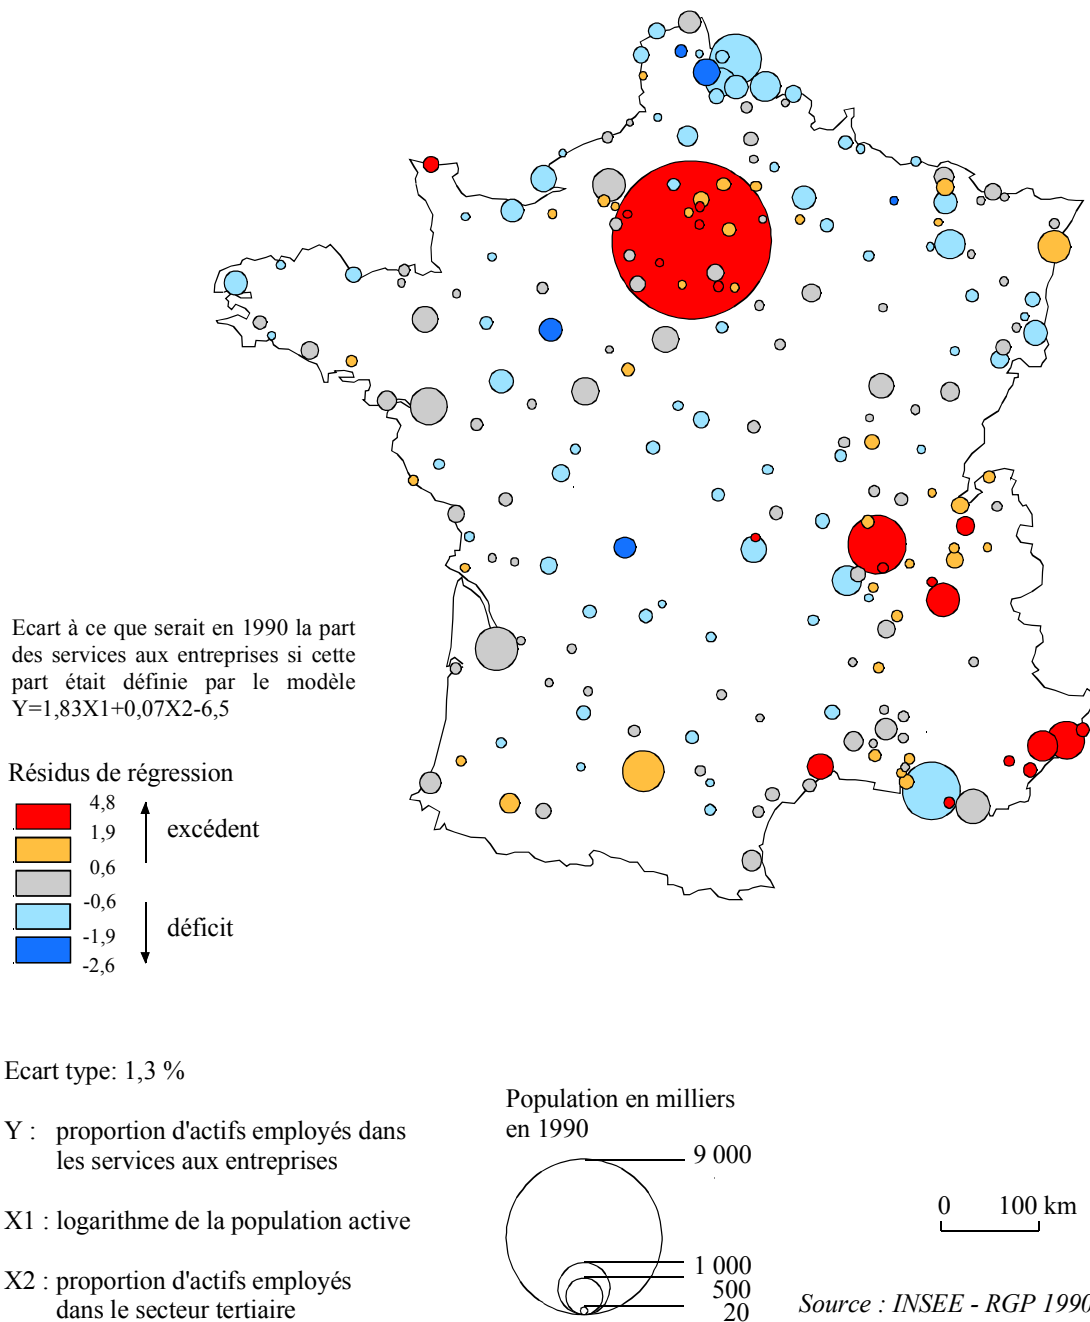 Ecart à ce que serait en 1990 la part
des services aux entreprises si cette
part était définie par le modèle
Y=1,83X1+0,07X2-6,5
Résidus de régression
4,8
1,9
0,6
-0,6
-1,9
-2,6
excédent
déficit
Ecart type: 1,3 %
Y : proportion d'actifs employés dans
les services aux entreprises
X1 : logarithme de la population active
X2 : proportion d'actifs employés
dans le secteur tertiaire
Population en milliers
en 1990
9 000
1 000
500
20
0 100 km
Source : INSEE - RGP 1990